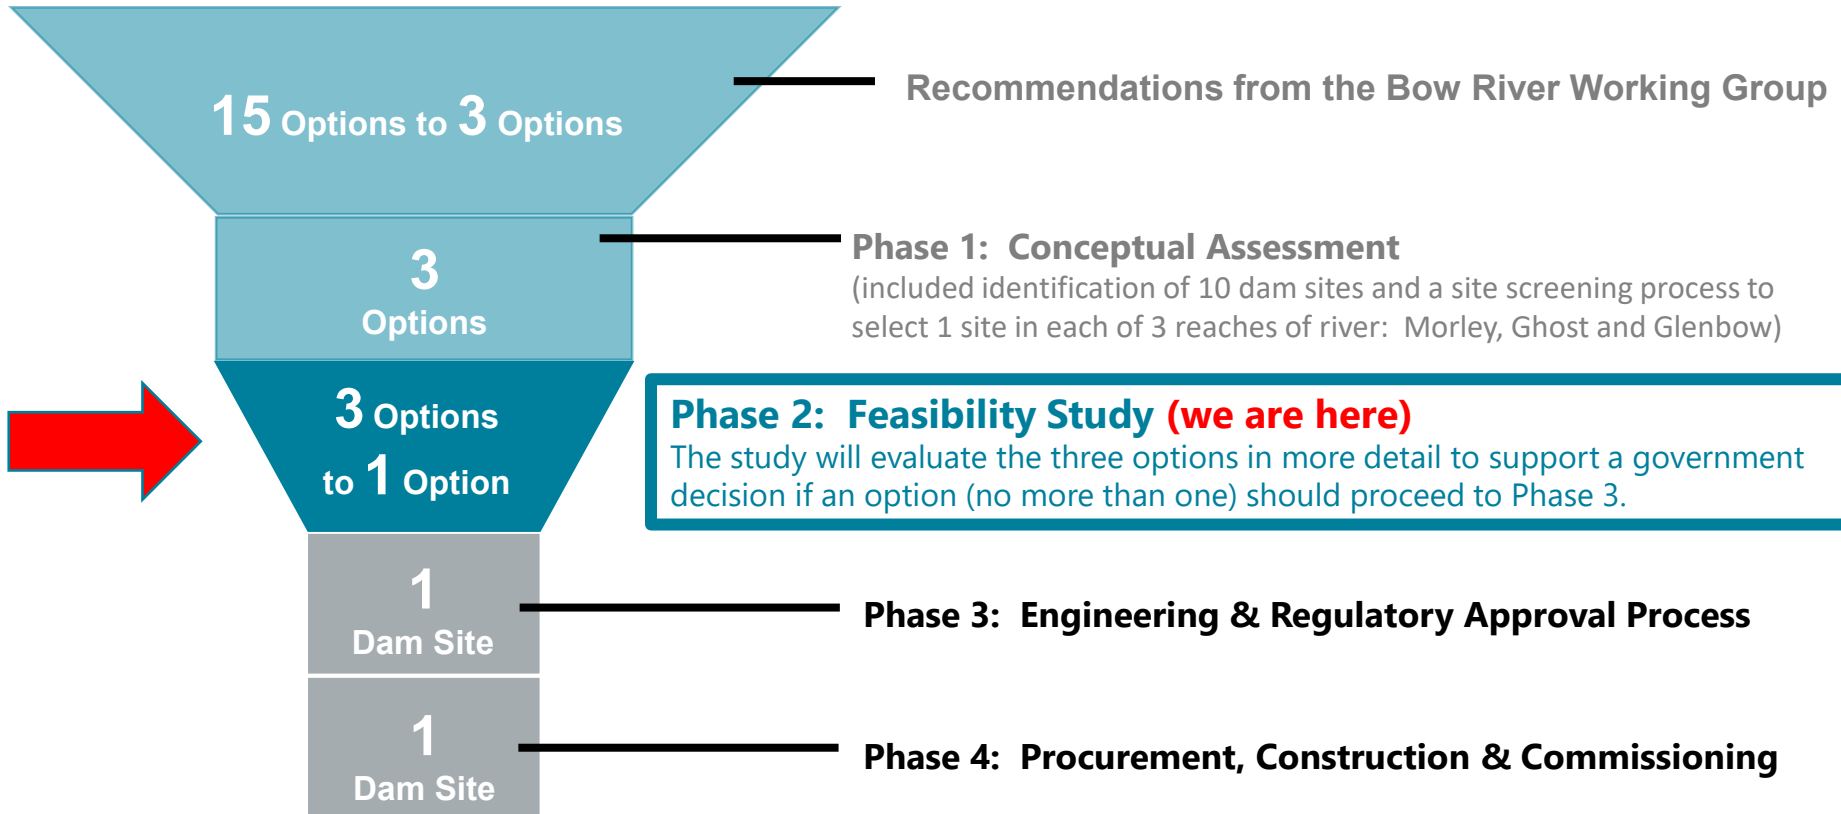 15 Options to 3 Options
Recommendations from the Bow River Working Group
3
Options
Phase 1: Conceptual Assessment
(included identification of 10 dam sites and a site screening process to
select 1 site in each of 3 reaches of river: Morley, Ghost and Glenbow)
3 Options
to 1 Option
Phase 2: Feasibility Study (we are here)
The study will evaluate the three options in more detail to support a government
decision if an option (no more than one) should proceed to Phase 3.
1
Dam Site
Phase 3: Engineering & Regulatory Approval Process
1
Dam Site
Phase 4: Procurement, Construction & Commissioning